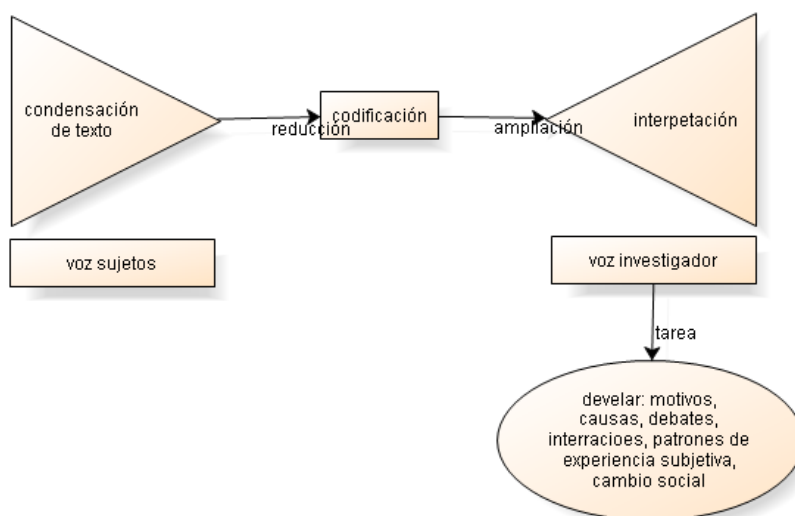 condensación
de texto
reducción
codificación
ampliación
interpetación
voz sujetos
voz investigador
tarea
develar: motivos,
causas, debates,
interracioes, patrones de
experiencia subjetiva,
cambio social